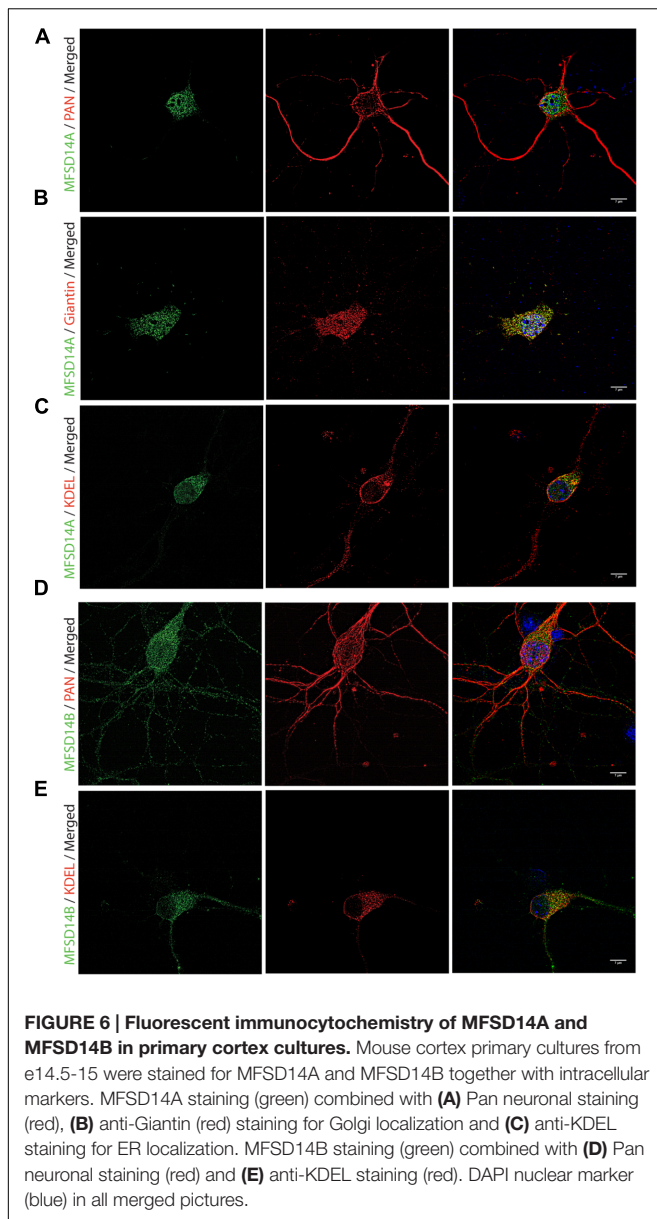 A
MFSD14A / PAN / Merged
B
MFSD14A / Giantin / Merged
C
MFSD14A / KDEL / Merged
D
MFSD14B / PAN / Merged
E
MFSD14B / KDEL / Merged
FIGURE 6 | Fluorescent immunocytochemistry of MFSD14A and
MFSD14B in primary cortex cultures. Mouse cortex primary cultures from
e14.5-15 were stained for MFSD14A and MFSD14B together with intracellular
markers. MFSD14A staining (green) combined with (A) Pan neuronal staining
(red), (B) anti-Giantin (red) staining for Golgi localization and (C) anti-KDEL
staining for ER localization. MFSD14B staining (green) combined with (D) Pan
neuronal staining (red) and (E) anti-KDEL staining (red). DAPI nuclear marker
(blue) in all merged pictures.